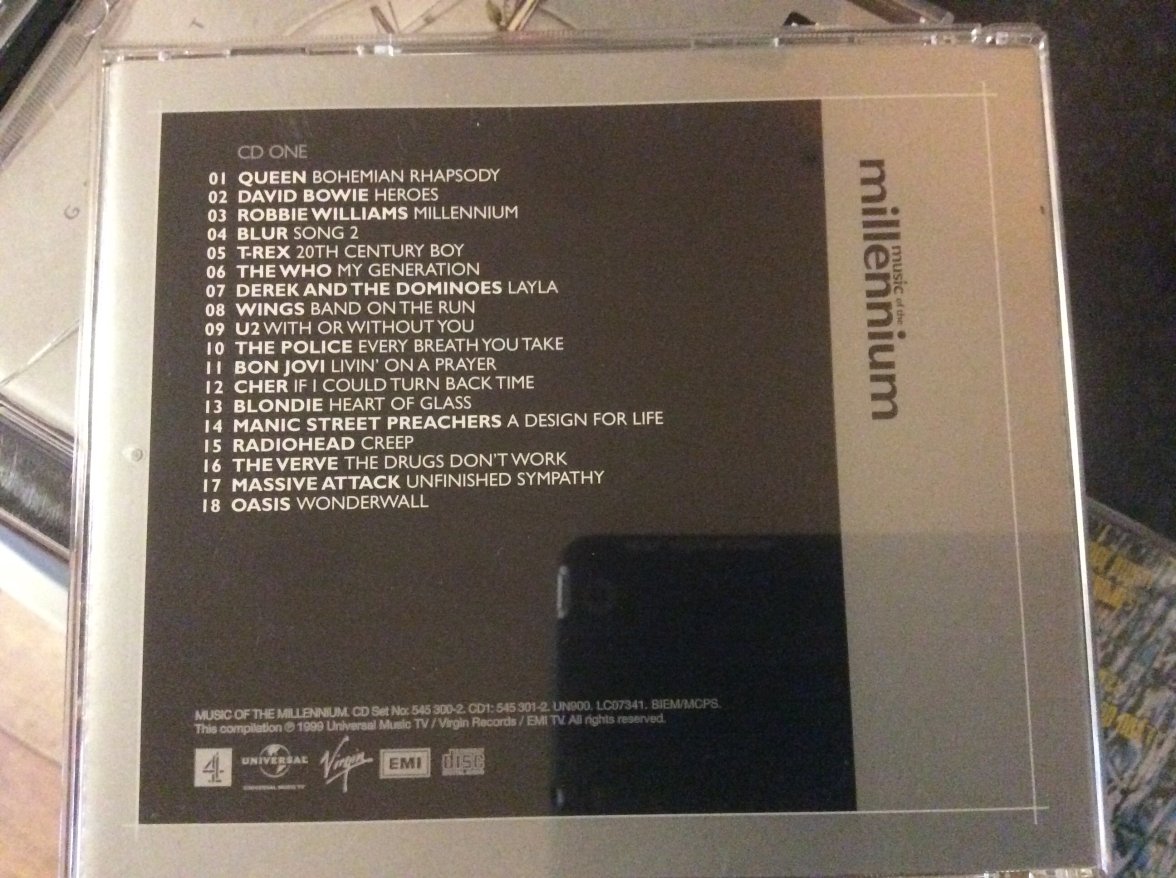 CD ONE
01 QUEEN BOHEMIAN RHAPSODY
02 DAVID BOWIE HEROES
03 ROBBIE WILLIAMS MILLENNIUM
04 BLUR SONG 2
05 T-REX 20TH CENTURY BOY
06 THE WHO MY GENERATION
07 DEREK AND THE DOMINOES LAYLA
08 WINGS BAND ON THE RUN
09 U2 WITH OR WITHOUT YOU
10 THE POLICE EVERY BREATH YOU TAKE
11 BON JOVI LIVIN' ON A PRAYER
12 CHER IF I COULD TURN BACK TIME
13 BLONDIE HEART OF GLASS
14 MANIC STREET PREACHERS A DESIGN FOR LIFE
15 RADIOHEAD CREEP
16 THE VERVE THE DRUGS DON'T WORK
17 MASSIVE ATTACK UNFINISHED SYMPATHY
18 OASIS WONDERWALL
music of the
millennium
MUSIC OF THE MILLENNIUM. CD Set No: 545 300-2. CD1: 545 301-2. UN900. LC07341. BIEM/MCPS.
This compilation ℗ 1999 Universal Music TV / Virgin Records / EMI TV. All rights reserved.
4 UNIVERSAL Virgin EMI disc
UNIVERSAL MUSIC TV
T
G